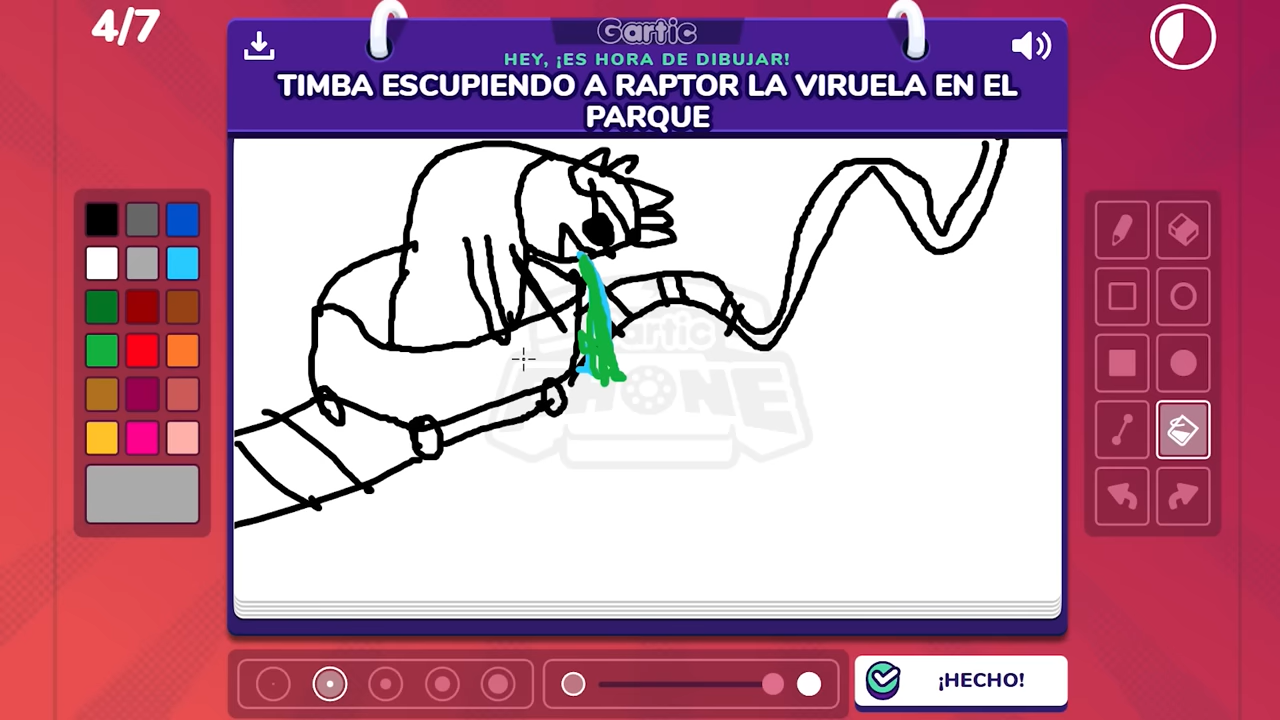 4/7
Gartic
HEY, ¡ES HORA DE DIBUJAR!
TIMBA ESCUPIENDO A RAPTOR LA VIRUELA EN EL
PARQUE
Gartic
PHONE
¡HECHO!